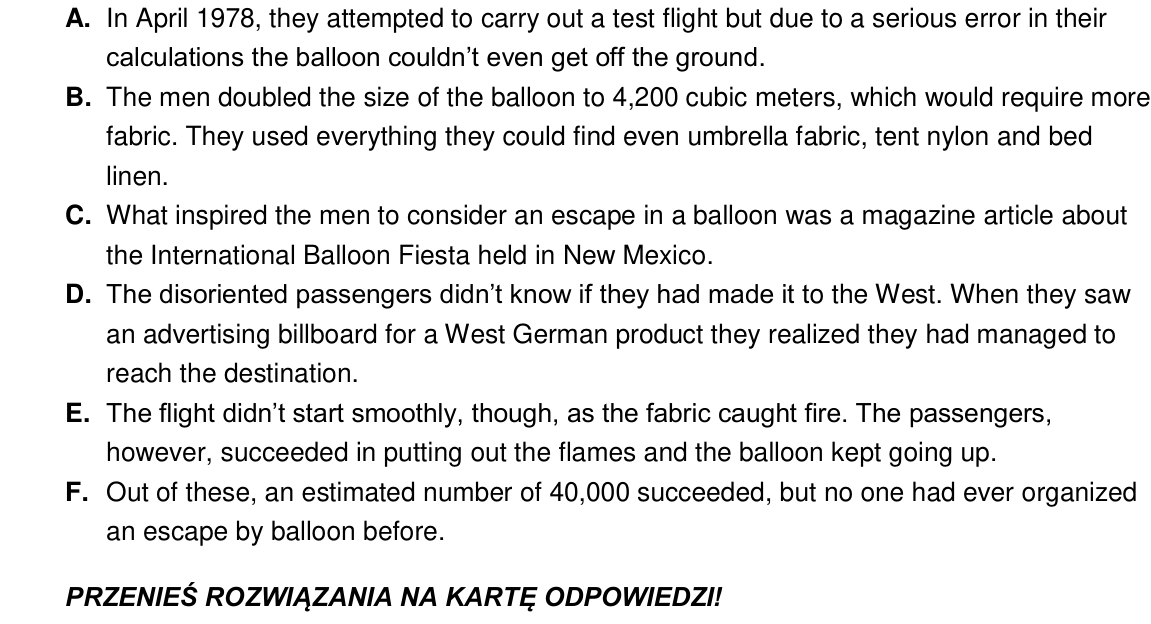 A. In April 1978, they attempted to carry out a test flight but due to a serious error in their
calculations the balloon couldn’t even get off the ground.
B. The men doubled the size of the balloon to 4,200 cubic meters, which would require more
fabric. They used everything they could find even umbrella fabric, tent nylon and bed
linen.
C. What inspired the men to consider an escape in a balloon was a magazine article about
the International Balloon Fiesta held in New Mexico.
D. The disoriented passengers didn’t know if they had made it to the West. When they saw
an advertising billboard for a West German product they realized they had managed to
reach the destination.
E. The flight didn’t start smoothly, though, as the fabric caught fire. The passengers,
however, succeeded in putting out the flames and the balloon kept going up.
F. Out of these, an estimated number of 40,000 succeeded, but no one had ever organized
an escape by balloon before.
PRZENIEŚ ROZWIĄZANIA NA KARTĘ ODPOWIEDZI!